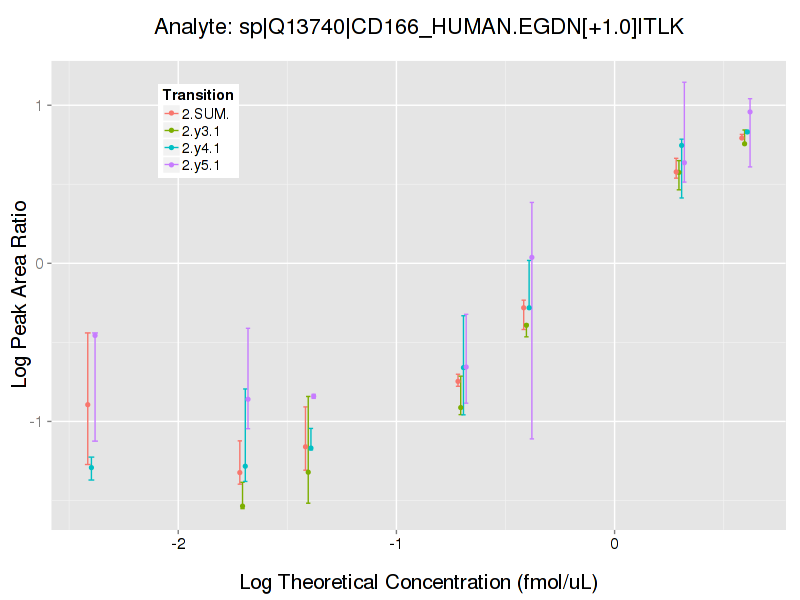 Analyte: sp|Q13740|CD166_HUMAN.EGDN[+1.0]ITLK
Transition
2.SUM.
2.y3.1
2.y4.1
2.y5.1
1
0
-1
Log Peak Area Ratio
-2
-1
0
Log Theoretical Concentration (fmol/uL)